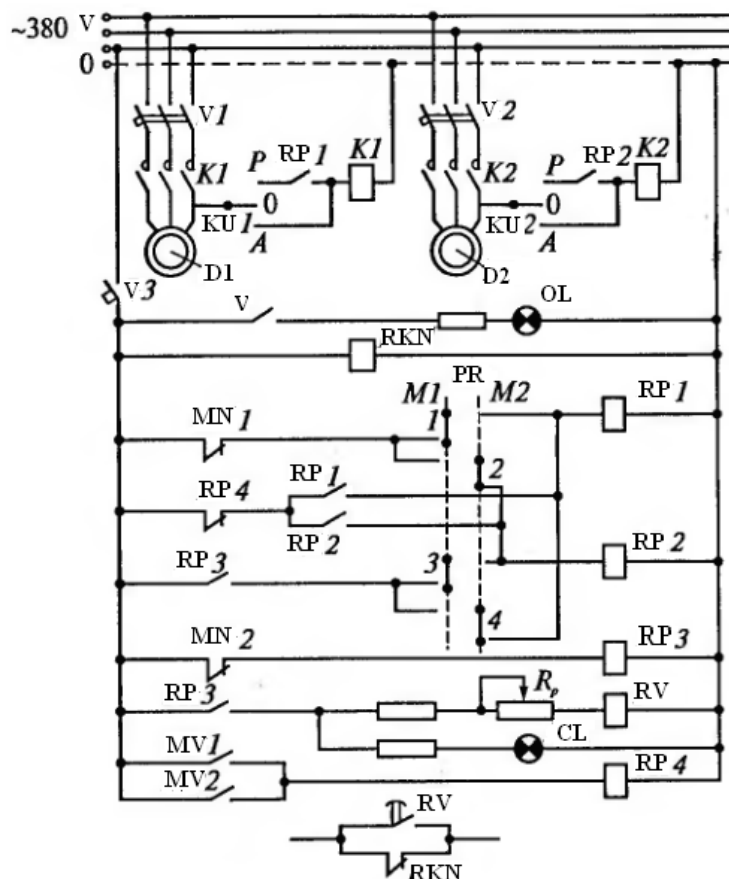 ~380 V
0
V1
V2
K1
P
RP1
K1
K2
P
RP2
K2
0
0
KU1
A
KU2
A
D1
D2
V3
V
OL
RKN
PR
M1
M2
RP1
MN1
1
2
RP4
RP1
RP2
RP2
RP3
3
4
MN2
RP3
RP3
Rp
RV
CL
MV1
MV2
RP4
RV
RKN